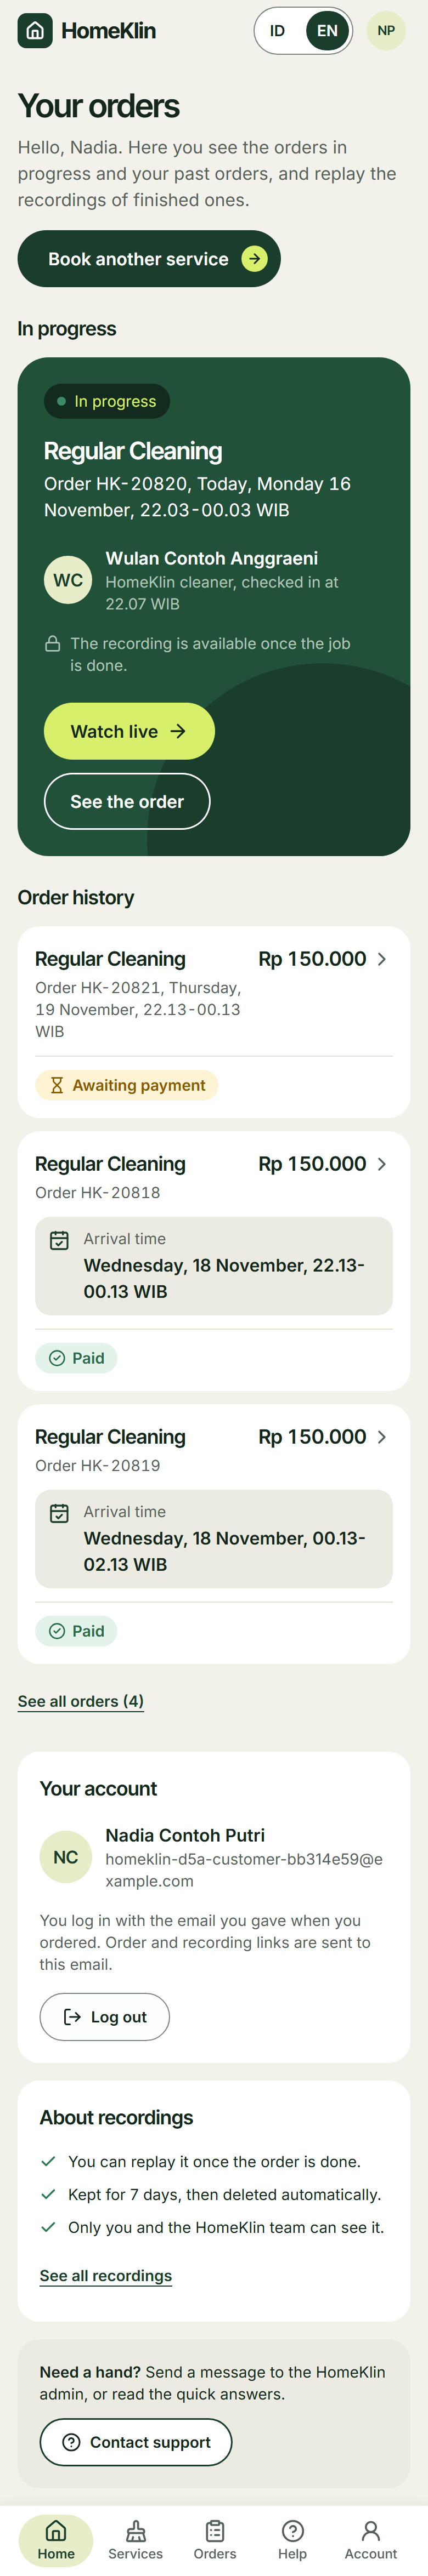 HomeKlin
ID EN NP
Your orders
Hello, Nadia. Here you see the orders in
progress and your past orders, and replay the
recordings of finished ones.
Book another service
In progress
In progress
Regular Cleaning
Order HK-20820, Today, Monday 16
November, 22.03-00.03 WIB
WC
Wulan Contoh Anggraeni
HomeKlin cleaner, checked in at
22.07 WIB
The recording is available once the job
is done.
Watch live
See the order
Order history
Regular Cleaning Rp 150.000
Order HK-20821, Thursday,
19 November, 22.13-00.13
WIB
Awaiting payment
Regular Cleaning Rp 150.000
Order HK-20818
Arrival time
Wednesday, 18 November, 22.13-
00.13 WIB
Paid
Regular Cleaning Rp 150.000
Order HK-20819
Arrival time
Wednesday, 18 November, 00.13-
02.13 WIB
Paid
See all orders (4)
Your account
NC
Nadia Contoh Putri
homeklin-d5a-customer-bb314e59@e
xample.com
You log in with the email you gave when you
ordered. Order and recording links are sent to
this email.
Log out
About recordings
You can replay it once the order is done.
Kept for 7 days, then deleted automatically.
Only you and the HomeKlin team can see it.
See all recordings
Need a hand? Send a message to the HomeKlin
admin, or read the quick answers.
Contact support
Home Services Orders Help Account